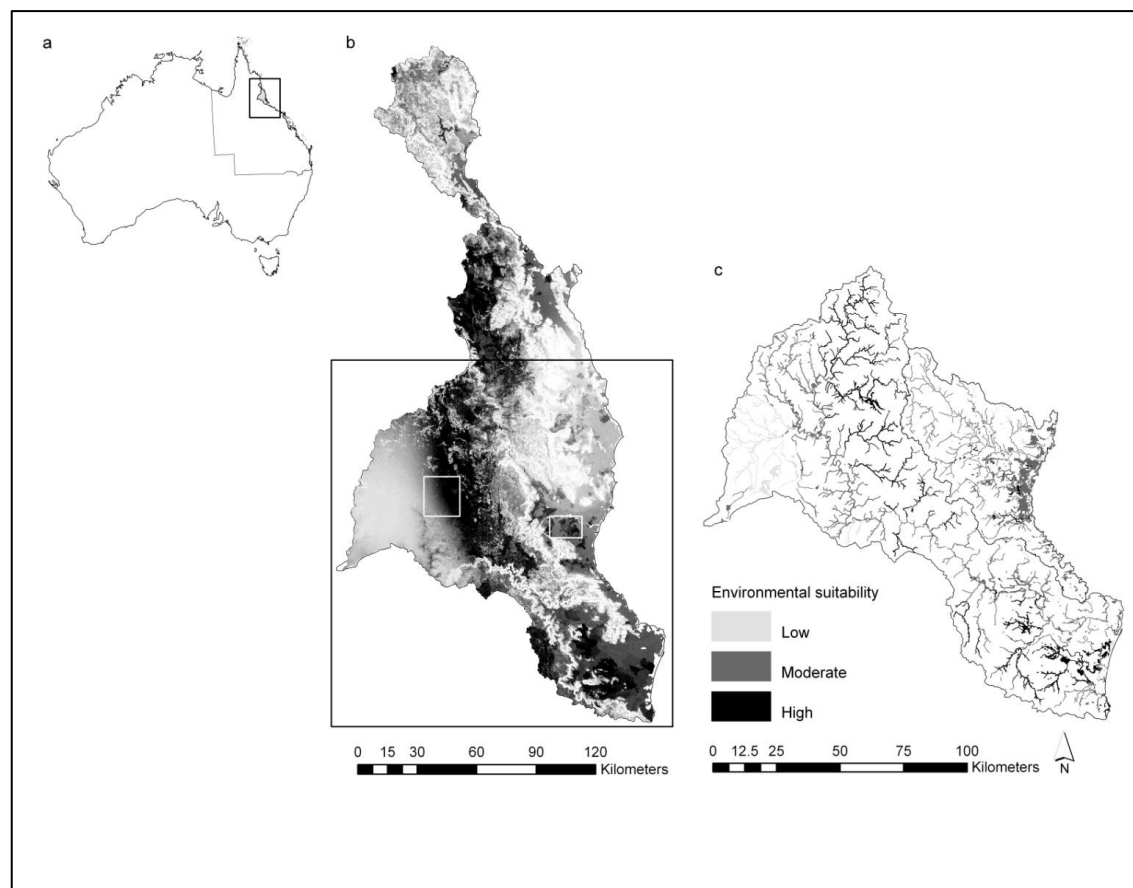 a
b
c
Environmental suitability
Low
Moderate
High
0 15 30 60 90 120
Kilometers
0 12.5 25 50 75 100
Kilometers
N